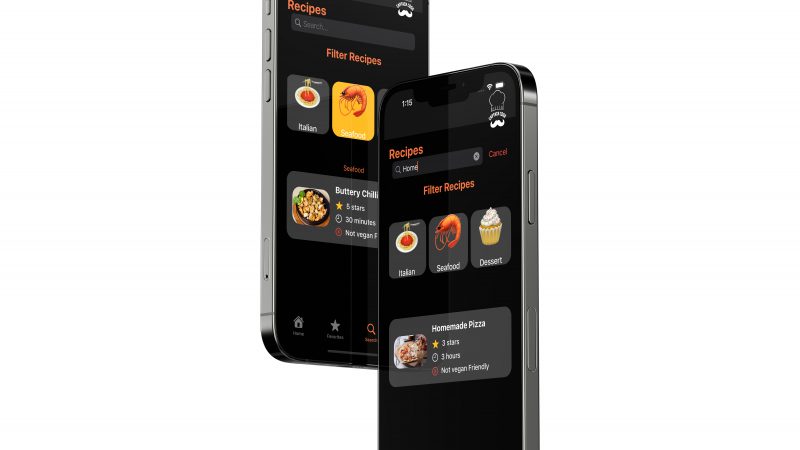 Recipes
Search...
Filter Recipes
Italian
Seafood
Seafood
Buttery Chilli
5 stars
30 minutes
Not vegan Fri
Home
Favorites
Search
1:15
Recipes
Home
Cancel
Filter Recipes
Italian
Seafood
Dessert
Homemade Pizza
3 stars
3 hours
Not vegan Friendly